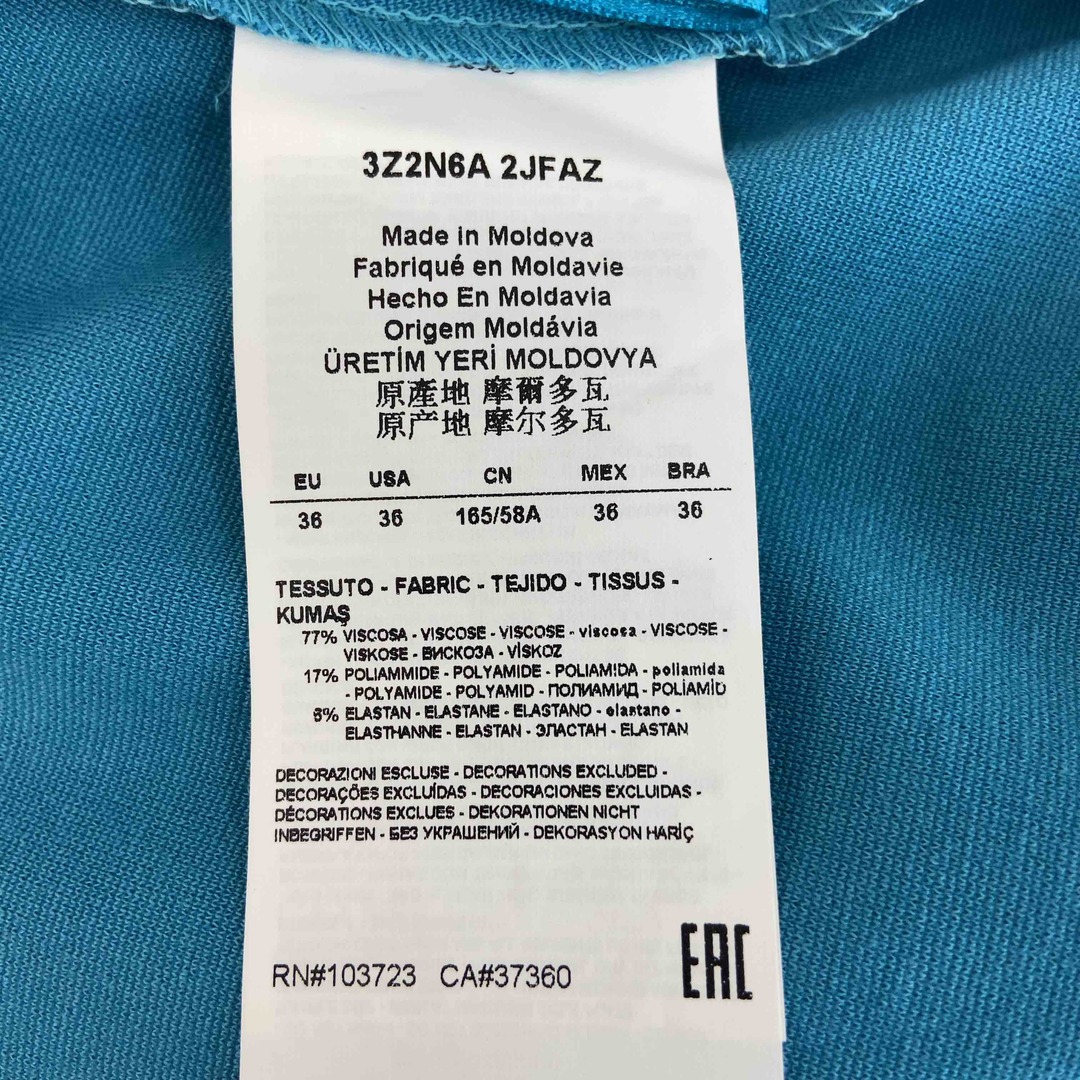 3Z2N6A 2JFAZ
Made in Moldova
Fabriqué en Moldavie
Hecho En Moldavia
Origem Moldávia
ÜRETİM YERİ MOLDOVYA
原產地 摩爾多瓦
原产地 摩尔多瓦
EU USA CN MEX BRA
36 36 165/58A 36 36
TESSUTO - FABRIC - TEJIDO - TISSUS -
KUMAŞ
77% VISCOSA - VISCOSE - VISCOSE - viscosa - VISCOSE -
VISKOSE - ВИСКОЗА - VİSKOZ
17% POLIAMMIDE - POLYAMIDE - POLIAMIDA - poliamida
- POLYAMIDE - POLYAMID - ПОЛИАМИД - POLİAMİD
6% ELASTAN - ELASTANE - ELASTANO - elastano -
ELASTHANNE - ELASTAN - ЭЛАСТАН - ELASTAN
DECORAZIONI ESCLUSE - DECORATIONS EXCLUDED -
DECORAÇÕES EXCLUÍDAS - DECORACIONES EXCLUIDAS -
DÉCORATIONS EXCLUES - DEKORATIONEN NICHT
INBEGRIFFEN - БЕЗ УКРАШЕНИЙ - DEKORASYON HARİÇ
RN#103723 CA#37360
EAC